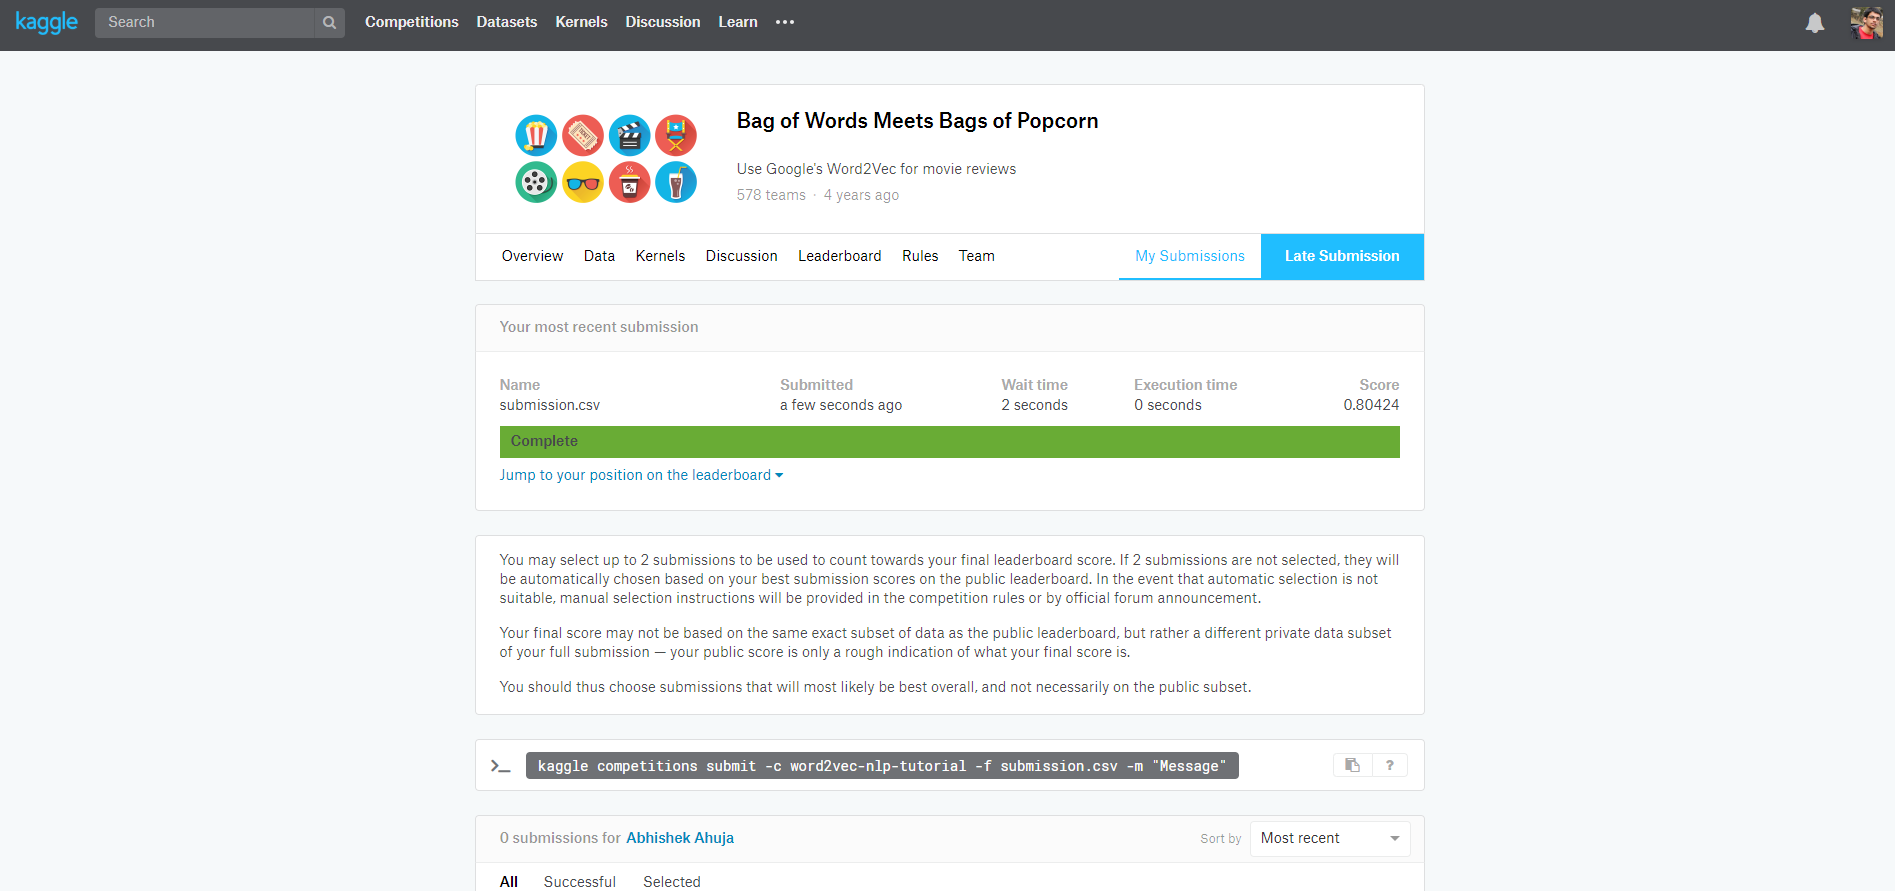 kaggle Search Competitions Datasets Kernels Discussion Learn
Bag of Words Meets Bags of Popcorn
Use Google's Word2Vec for movie reviews
578 teams · 4 years ago
Overview Data Kernels Discussion Leaderboard Rules Team My Submissions Late Submission
Your most recent submission
Name Submitted Wait time Execution time Score
submission.csv a few seconds ago 2 seconds 0 seconds 0.80424
Complete
Jump to your position on the leaderboard
You may select up to 2 submissions to be used to count towards your final leaderboard score. If 2 submissions are not selected, they will
be automatically chosen based on your best submission scores on the public leaderboard. In the event that automatic selection is not
suitable, manual selection instructions will be provided in the competition rules or by official forum announcement.
Your final score may not be based on the same exact subset of data as the public leaderboard, but rather a different private data subset
of your full submission — your public score is only a rough indication of what your final score is.
You should thus choose submissions that will most likely be best overall, and not necessarily on the public subset.
>_ kaggle competitions submit -c word2vec-nlp-tutorial -f submission.csv -m "Message" ?
0 submissions for Abhishek Ahuja Sort by Most recent
All Successful Selected